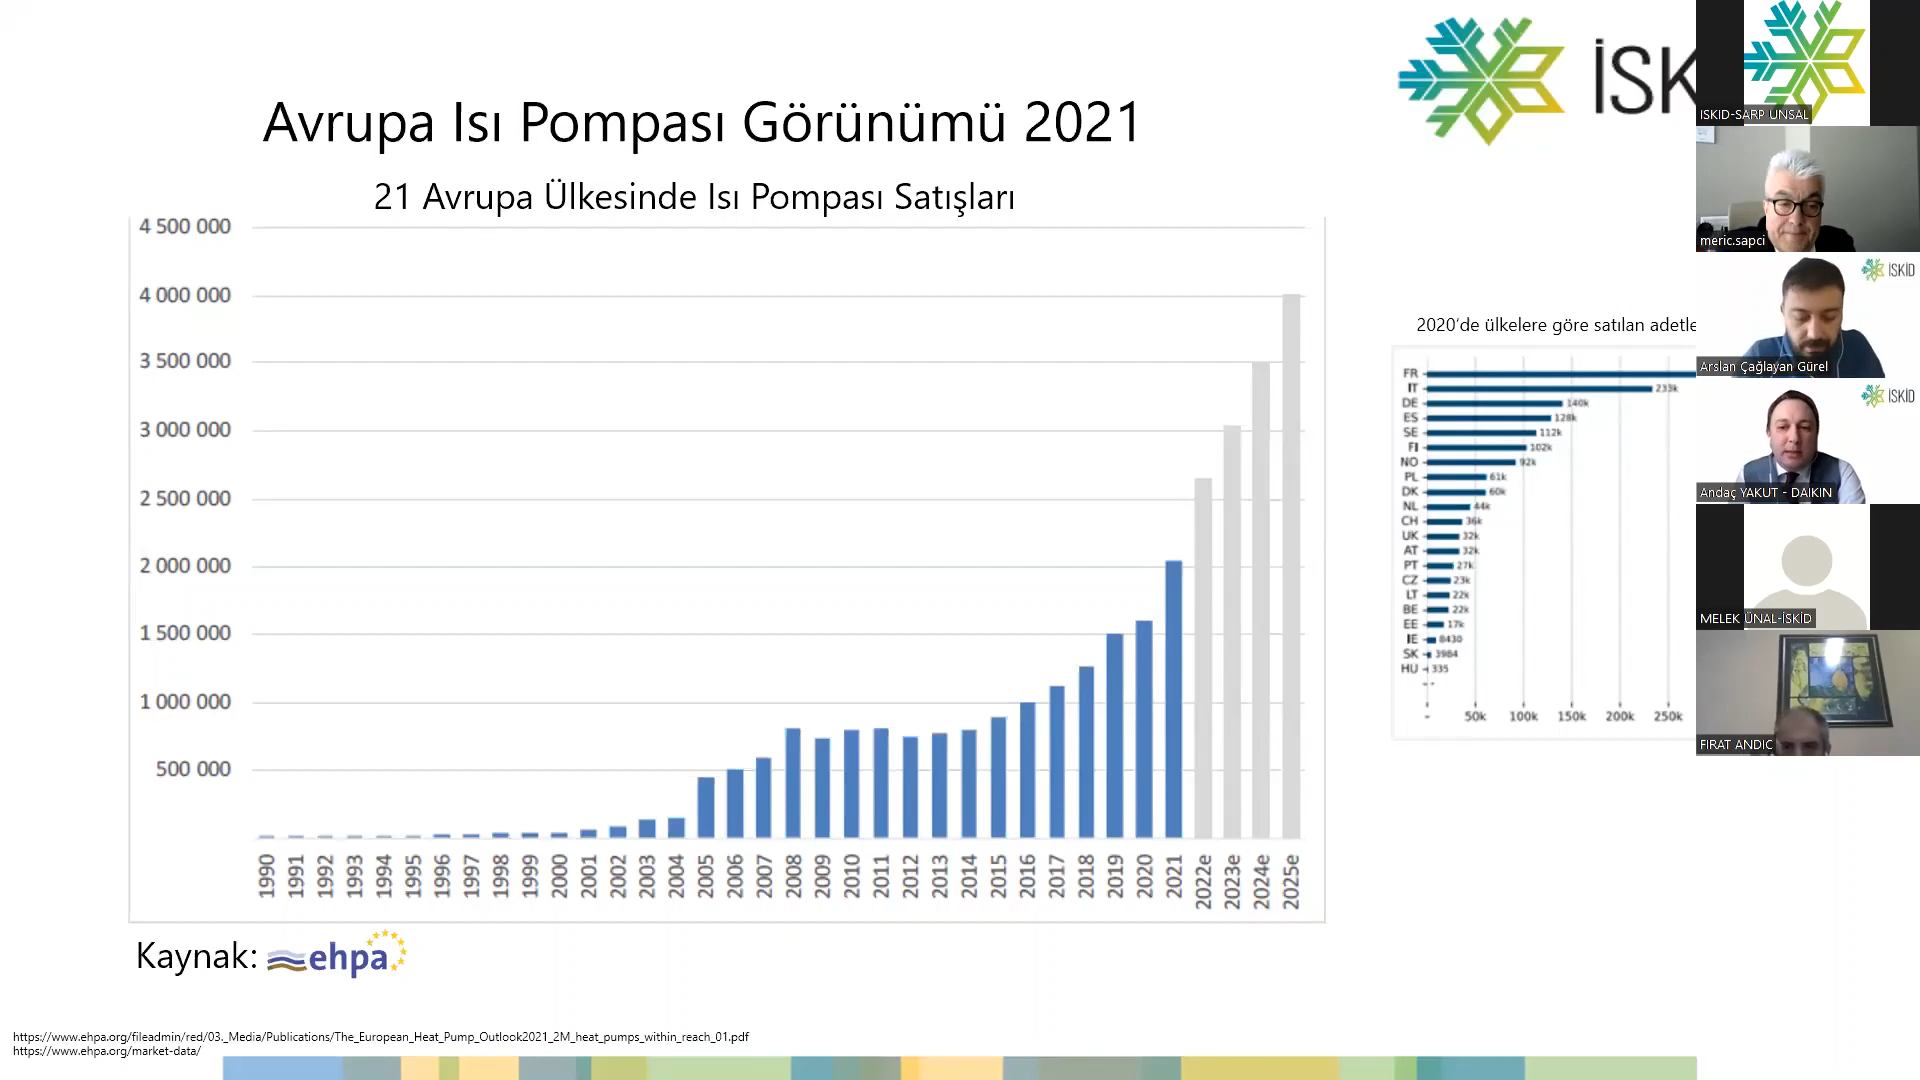 İSK
Avrupa Isı Pompası Görünümü 2021
21 Avrupa Ülkesinde Isı Pompası Satışları
4 500 000
4 000 000
3 500 000
3 000 000
2 500 000
2 000 000
1 500 000
1 000 000
500 000
1990 1991 1992 1993 1994 1995 1996 1997 1998 1999 2000 2001 2002 2003 2004 2005 2006 2007 2008 2009 2010 2011 2012 2013 2014 2015 2016 2017 2018 2019 2020 2021 2022e 2023e 2024e 2025e
Kaynak: ehpa
https://www.ehpa.org/fileadmin/red/03._Media/Publications/The_European_Heat_Pump_Outlook2021_2M_heat_pumps_within_reach_01.pdf
https://www.ehpa.org/market-data/
2020'de ülkelere göre satılan adetle
FR
IT 233k
DE 140k
ES 128k
SE 112k
FI 102k
NO 92k
PL 61k
DK 60k
NL 44k
CH 36k
UK 32k
AT 32k
PT 27k
CZ 23k
LT 22k
BE 22k
EE 17k
IE 8430
SK 3984
HU 335
- -
- 50k 100k 150k 200k 250k
ISKID-SARP ÜNSAL
meric.sapci
İSKİD
Arslan Çağlayan Gürel
İSKİD
Andaç YAKUT - DAIKIN
MELEK ÜNAL-İSKİD
FIRAT ANDIC